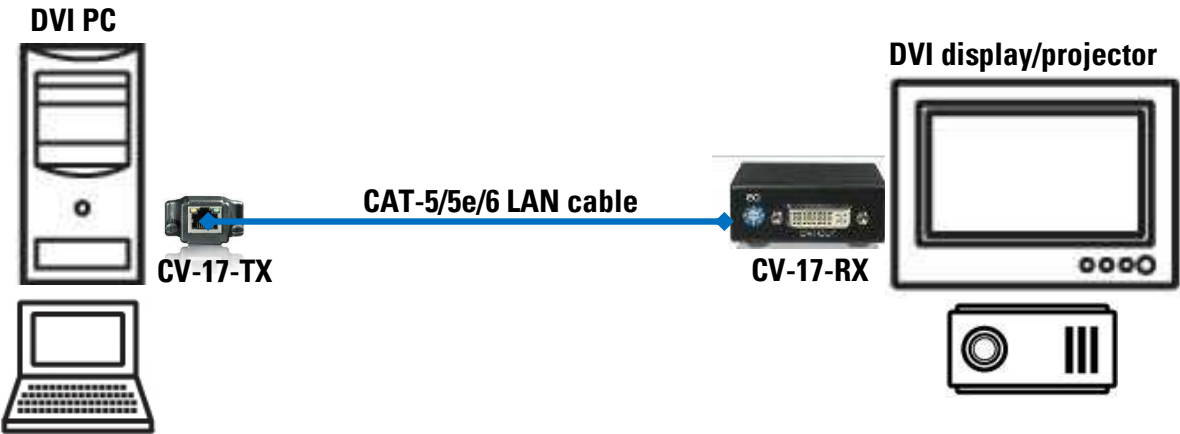 DVI PC
DVI display/projector
CAT-5/5e/6 LAN cable
CV-17-TX
CV-17-RX